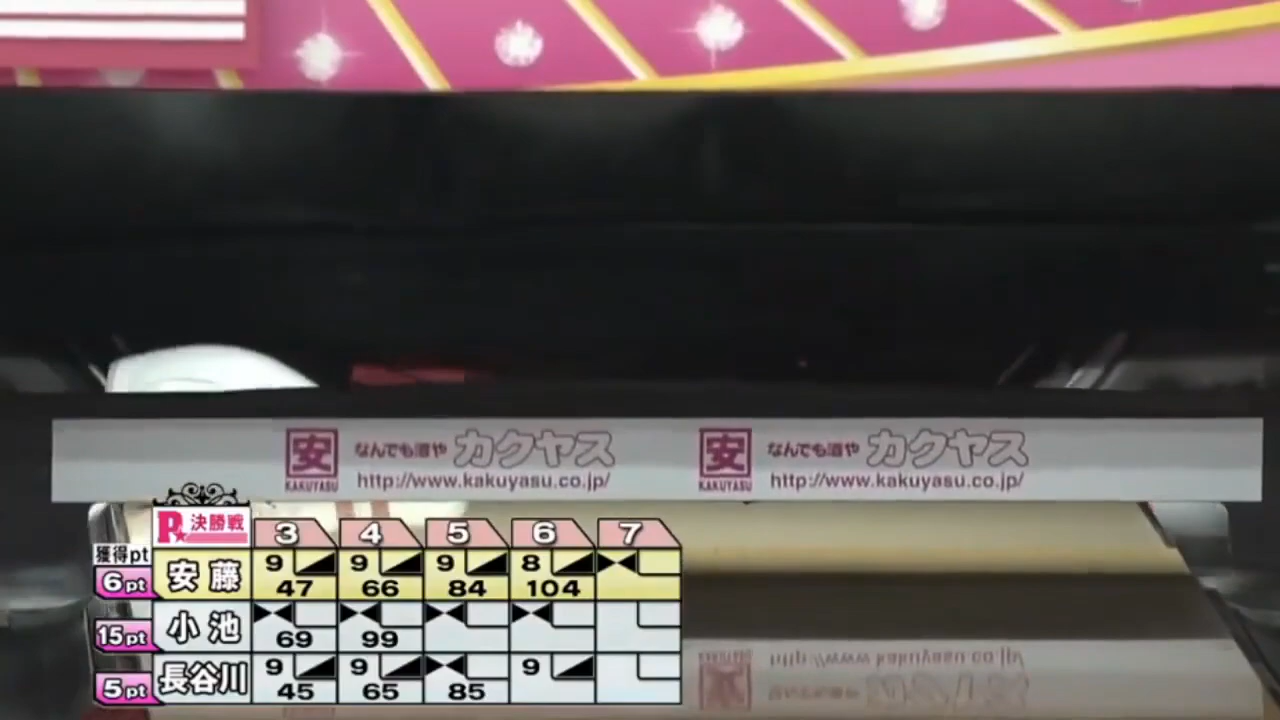 安 なんでも酒や カクヤス 安 なんでも酒や カクヤス
KAKUYASU http://www.kakuyasu.co.jp/ KAKUYASU http://www.kakuyasu.co.jp/
P 決勝戦 3 4 5 6 7
獲得pt
6pt 安藤 9 9 9 8
47 66 84 104
15pt 小池
69 99
5pt 長谷川 9 9 9
45 65 85